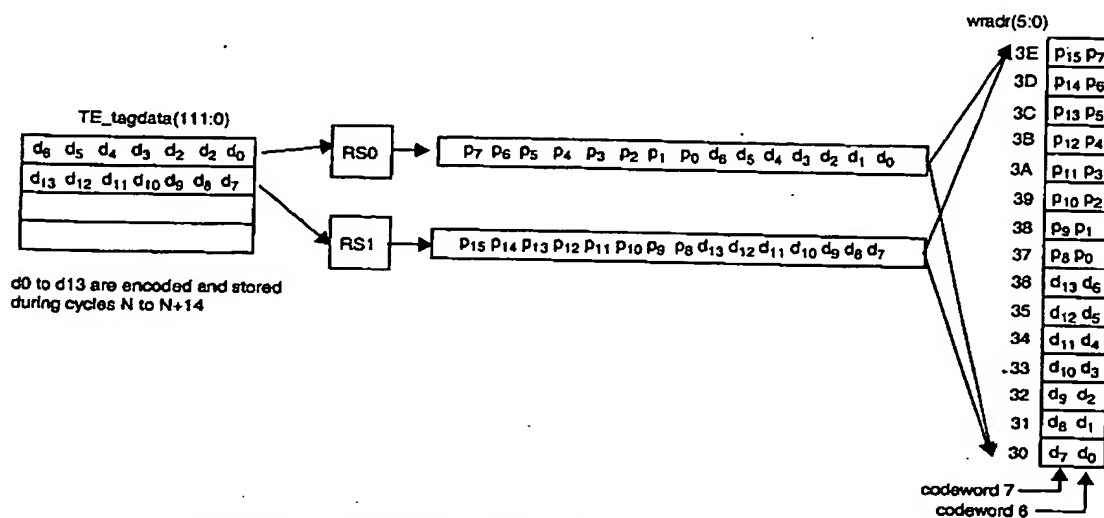 wradr(5:0)
TE_tagdata(111:0)
d6 d5 d4 d3 d2 d2 d0
d13 d12 d11 d10 d9 d8 d7
d0 to d13 are encoded and stored
during cycles N to N+14
RS0
RS1
p7 p6 p5 p4 p3 p2 p1 p0 d6 d5 d4 d3 d2 d1 d0
p15 p14 p13 p12 p11 p10 p9 p8 d13 d12 d11 d10 d9 d8 d7
3E p15 p7
3D p14 p6
3C p13 p5
3B p12 p4
3A p11 p3
39 p10 p2
38 p9 p1
37 p8 p0
36 d13 d6
35 d12 d5
34 d11 d4
33 d10 d3
32 d9 d2
31 d8 d1
30 d7 d0
codeword 7
codeword 6